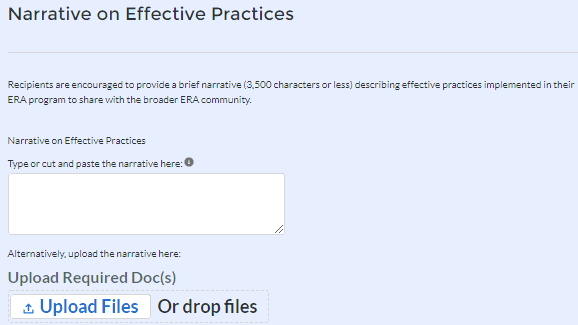 Narrative on Effective Practices
Recipients are encouraged to provide a brief narrative (3,500 characters or less) describing effective practices implemented in their
ERA program to share with the broader ERA community.
Narrative on Effective Practices
Type or cut and paste the narrative here:
Alternatively, upload the narrative here:
Upload Required Doc(s)
Upload Files Or drop files